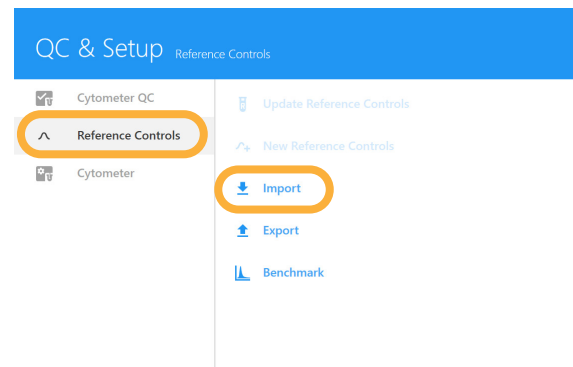 QC & Setup Reference Controls
Cytometer QC
Reference Controls
Cytometer
Update Reference Controls
New Reference Controls
Import
Export
Benchmark